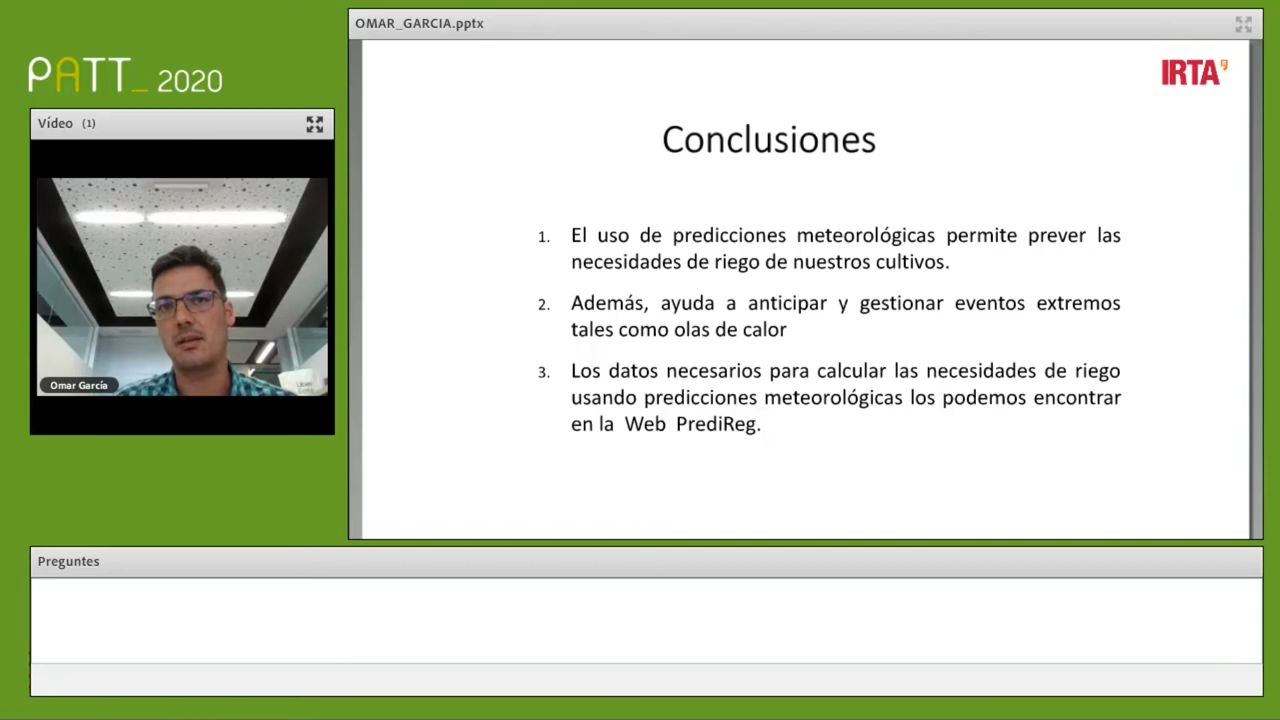 PATT_ 2020
Vídeo (1)
Omar García
OMAR_GARCIA.pptx
IRTA
Conclusiones
1. El uso de predicciones meteorológicas permite prever las
necesidades de riego de nuestros cultivos.
2. Además, ayuda a anticipar y gestionar eventos extremos
tales como olas de calor
3. Los datos necesarios para calcular las necesidades de riego
usando predicciones meteorológicas los podemos encontrar
en la Web PrediReg.
Preguntes